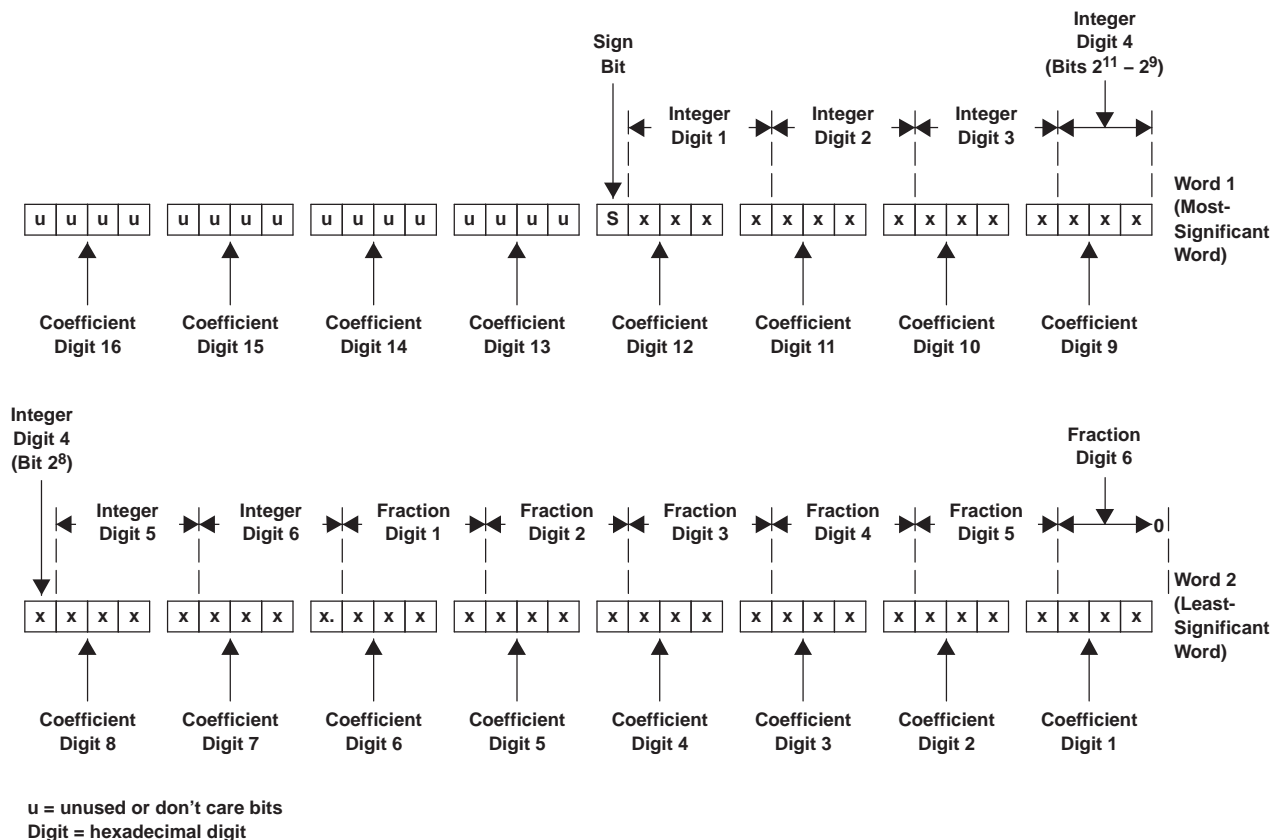 Sign
Bit
Integer
Digit 4
(Bits 2¹¹ – 2⁹)
Integer
Digit 1
Integer
Digit 2
Integer
Digit 3
u u u u u u u u u u u u u u u u S x x x x x x x x x x x x x x x
Word 1
(Most-
Significant
Word)
Coefficient
Digit 16
Coefficient
Digit 15
Coefficient
Digit 14
Coefficient
Digit 13
Coefficient
Digit 12
Coefficient
Digit 11
Coefficient
Digit 10
Coefficient
Digit 9
Integer
Digit 4
(Bit 2⁸)
Integer
Digit 5
Integer
Digit 6
Fraction
Digit 1
Fraction
Digit 2
Fraction
Digit 3
Fraction
Digit 4
Fraction
Digit 5
Fraction
Digit 6
0
x x x x x x x x x. x x x x x x x x x x x x x x x x x x x x x x x
Word 2
(Least-
Significant
Word)
Coefficient
Digit 8
Coefficient
Digit 7
Coefficient
Digit 6
Coefficient
Digit 5
Coefficient
Digit 4
Coefficient
Digit 3
Coefficient
Digit 2
Coefficient
Digit 1
u = unused or don't care bits
Digit = hexadecimal digit